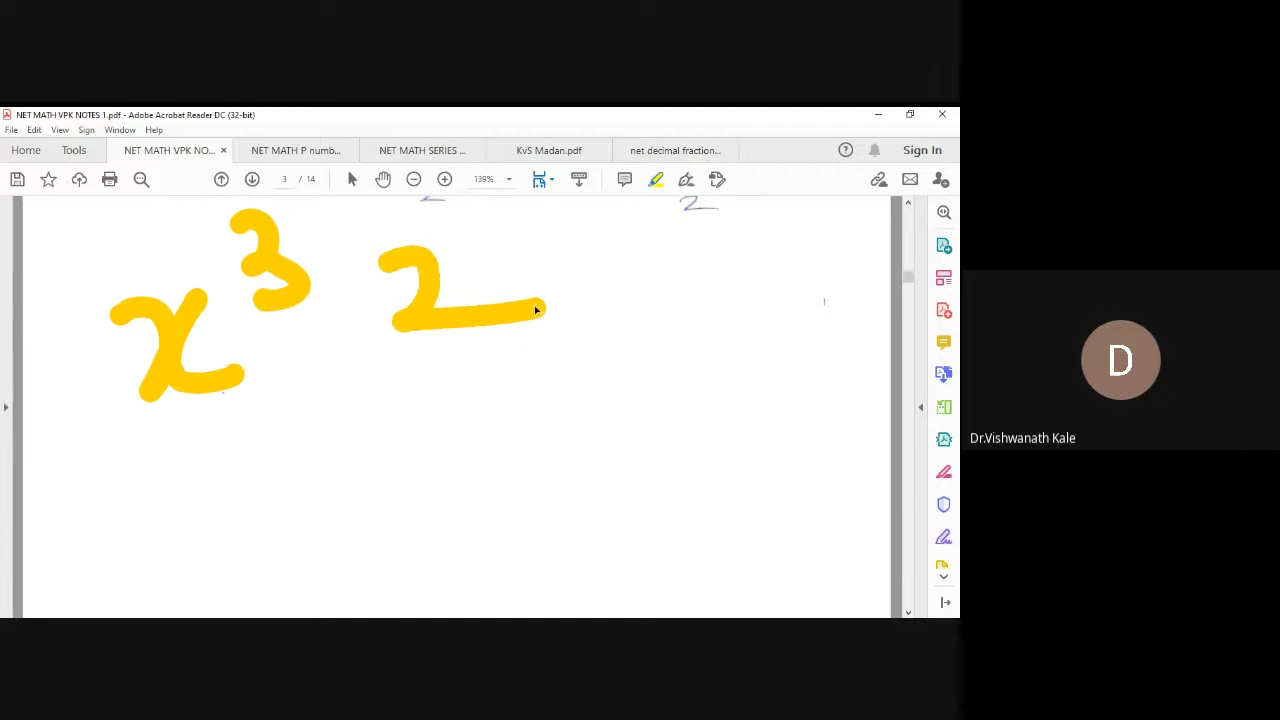 NET MATH VPK NOTES 1.pdf - Adobe Acrobat Reader DC (32-bit)
File Edit View Sign Window Help
Home Tools NET MATH VPK NO... × NET MATH P numb... NET MATH SERIES ... KvS Madan.pdf net decimal fraction... Sign In
3 / 14 139%
2 2
x³ 2
D
Dr.Vishwanath Kale